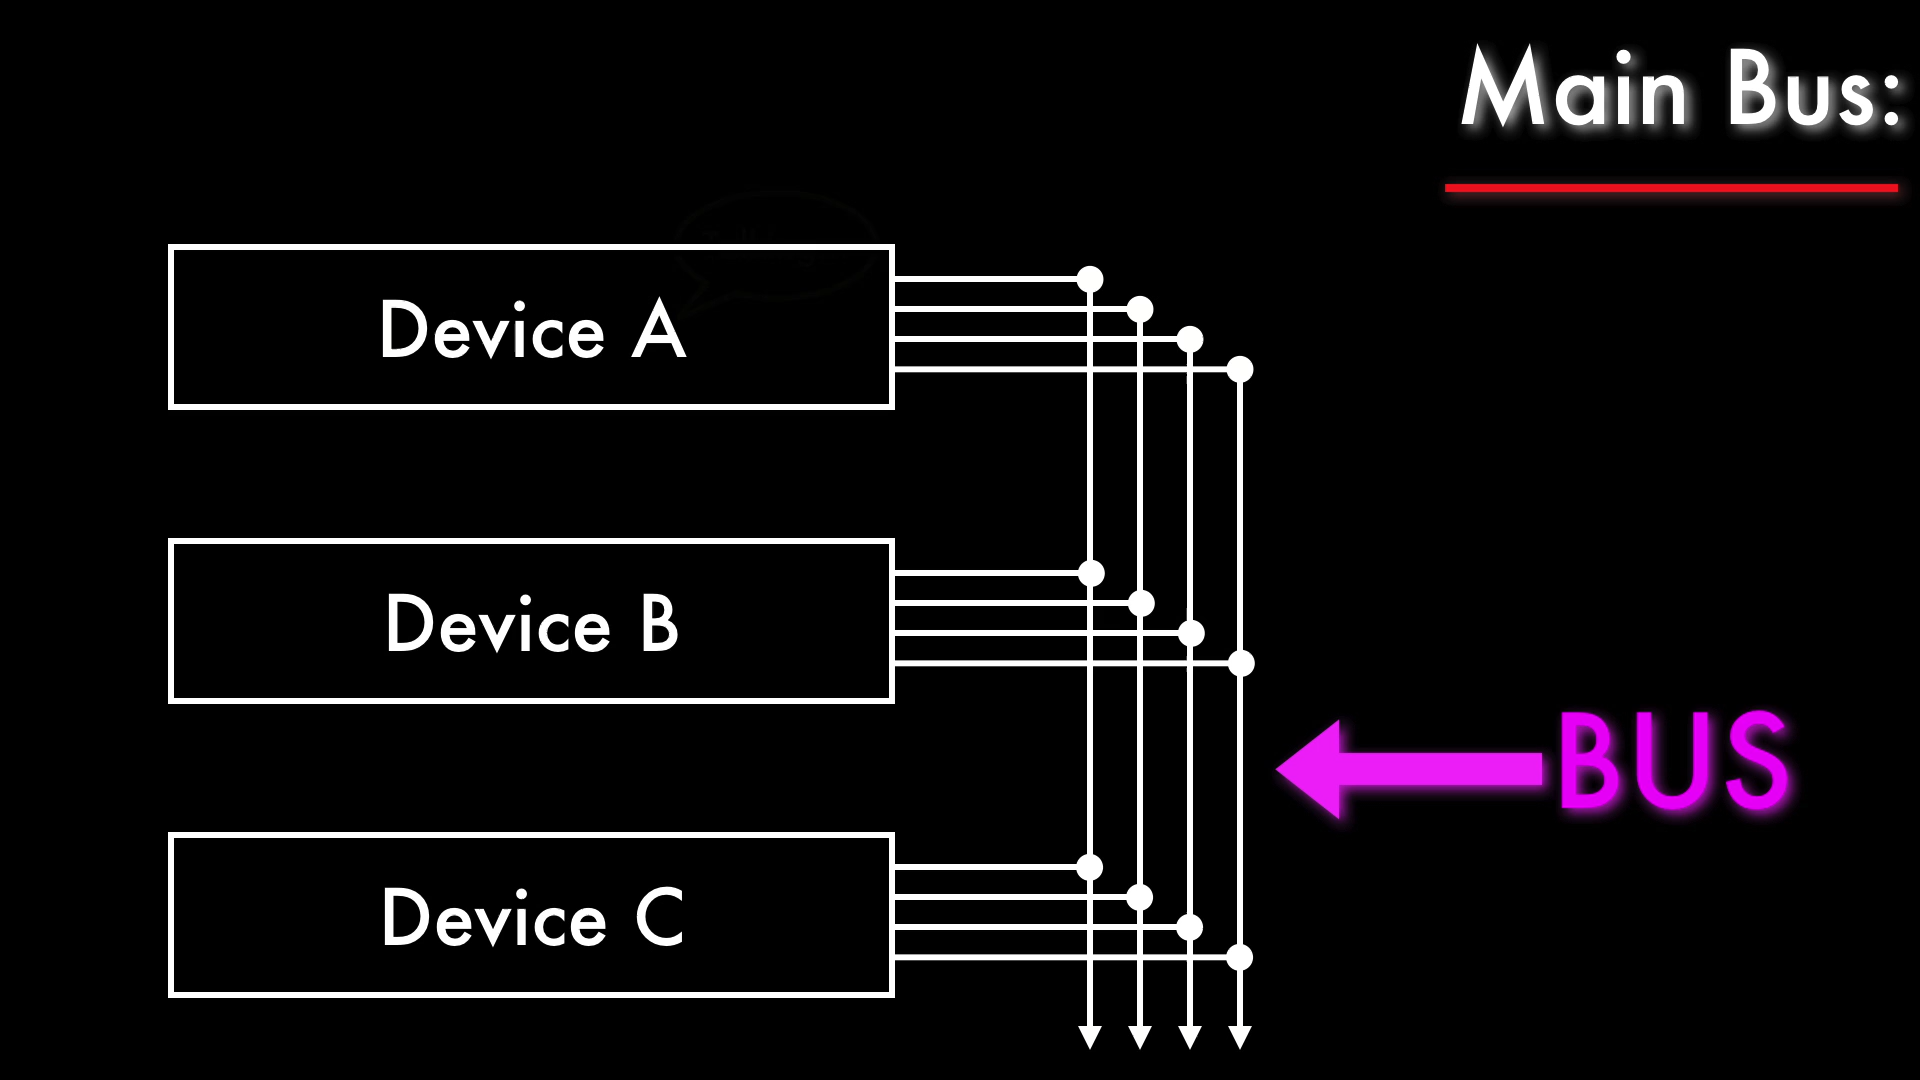 Main Bus:
Device A
Device B
BUS
Device C